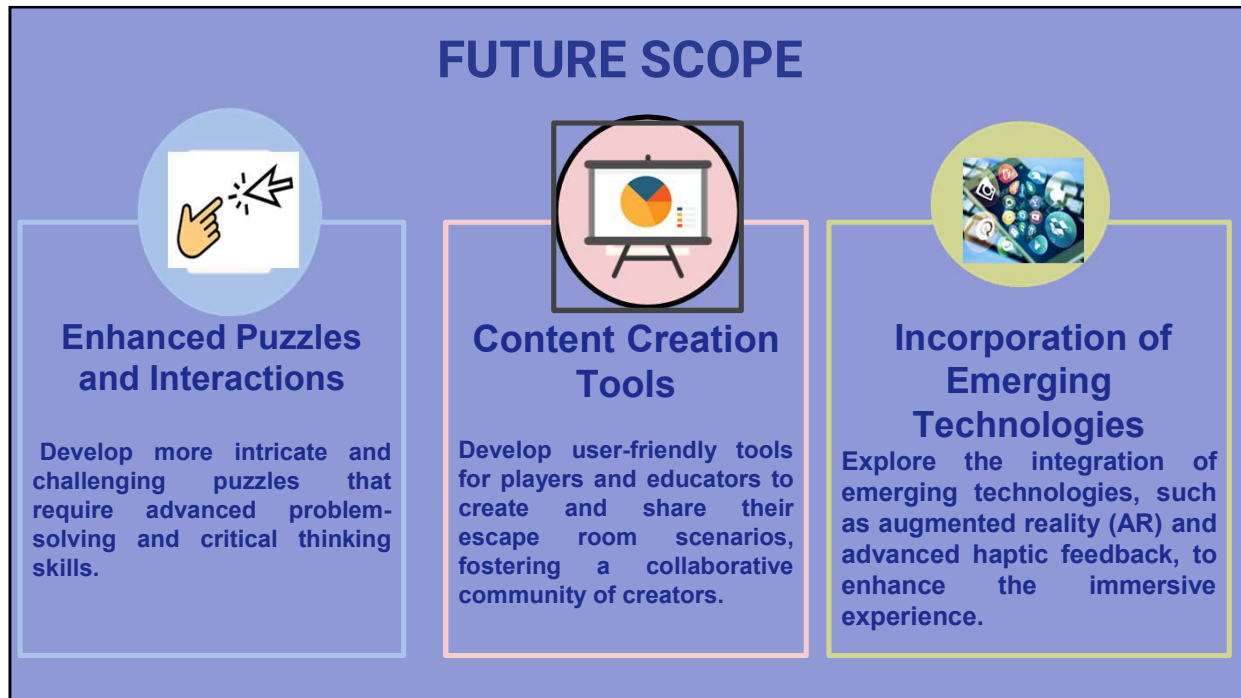 FUTURE SCOPE
Enhanced Puzzles
and Interactions
Develop more intricate and
challenging puzzles that
require advanced problem-
solving and critical thinking
skills.
Content Creation
Tools
Develop user-friendly tools
for players and educators to
create and share their
escape room scenarios,
fostering a collaborative
community of creators.
Incorporation of
Emerging
Technologies
Explore the integration of
emerging technologies, such
as augmented reality (AR) and
advanced haptic feedback, to
enhance the immersive
experience.